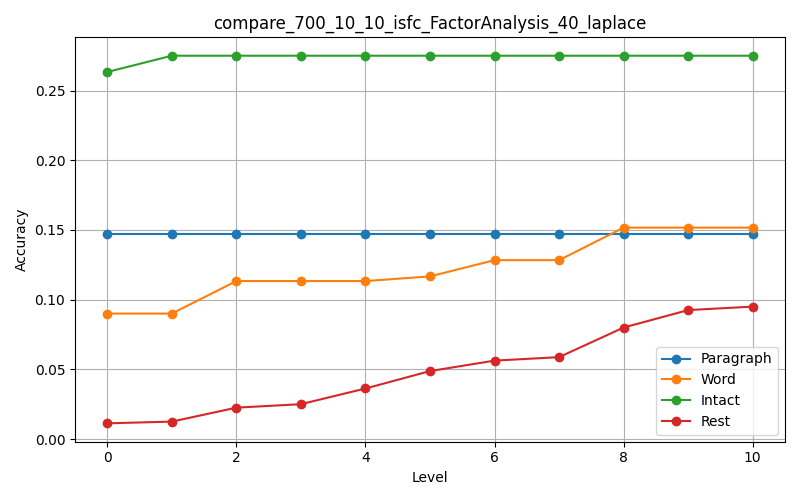 compare_700_10_10_isfc_FactorAnalysis_40_laplace
Accuracy
0.25
0.20
0.15
0.10
0.05
0.00
0 2 4 6 8 10
Level
Paragraph
Word
Intact
Rest